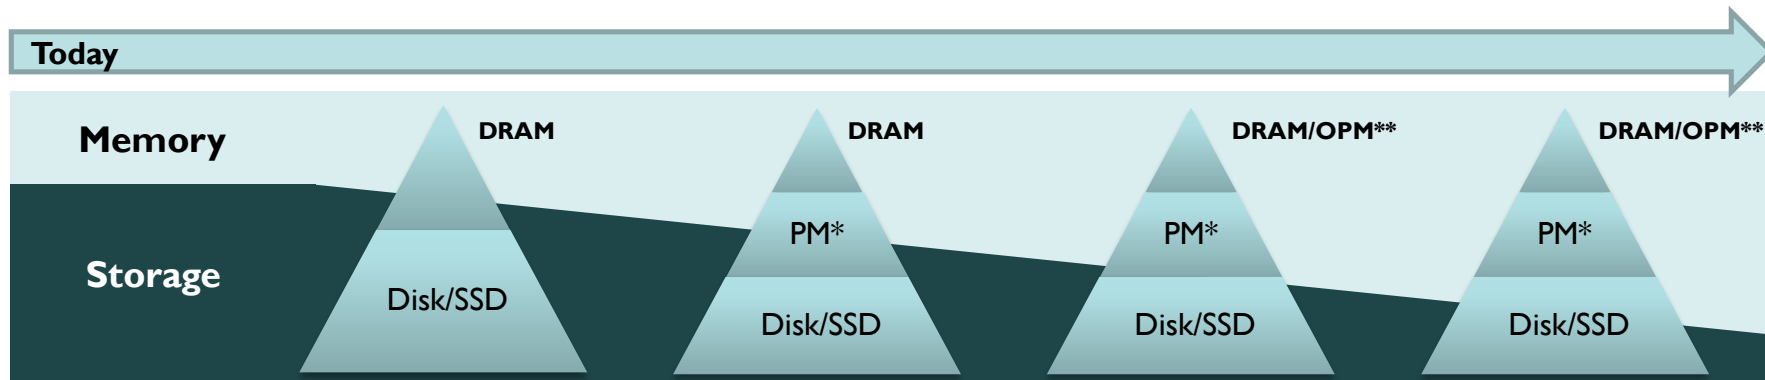 Today
Memory
DRAM
DRAM
DRAM/OPM**
DRAM/OPM**
PM*
PM*
PM*
Storage
Disk/SSD
Disk/SSD
Disk/SSD
Disk/SSD